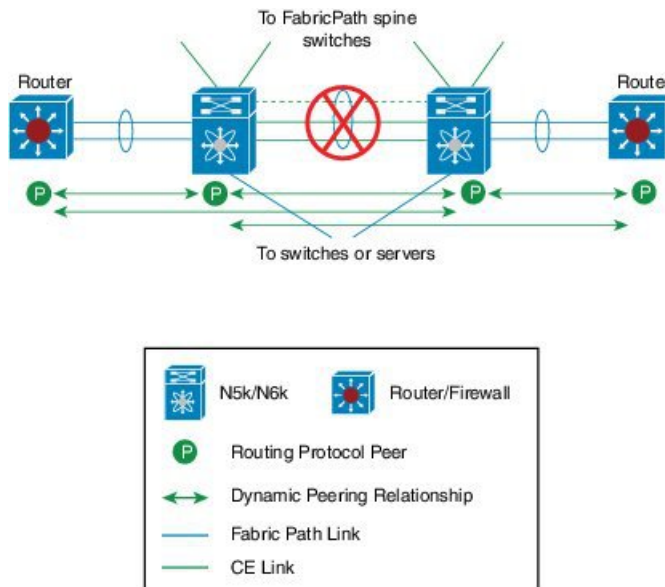 To FabricPath spine
switches
Router
Route
P
P
P
P
To switches or servers
N5k/N6k
Router/Firewall
P
Routing Protocol Peer
Dynamic Peering Relationship
Fabric Path Link
CE Link